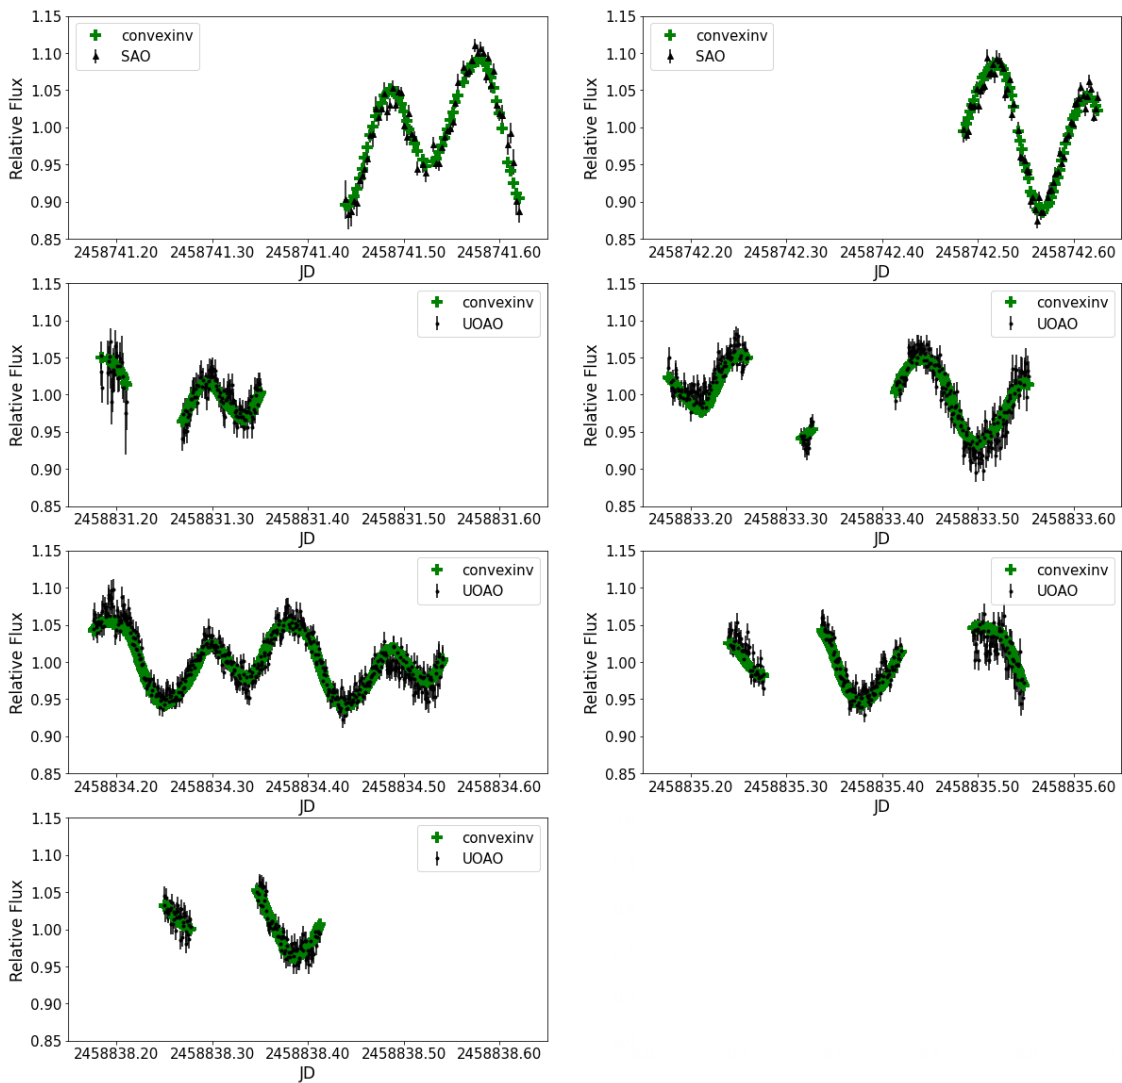 1.15
1.10
1.05
1.00
0.95
0.90
0.85
Relative Flux
convexinv
SAO
2458741.20 2458741.30 2458741.40 2458741.50 2458741.60
JD
1.15
1.10
1.05
1.00
0.95
0.90
0.85
Relative Flux
convexinv
SAO
2458742.20 2458742.30 2458742.40 2458742.50 2458742.60
JD
1.15
1.10
1.05
1.00
0.95
0.90
0.85
Relative Flux
convexinv
UOAO
2458831.20 2458831.30 2458831.40 2458831.50 2458831.60
JD
1.15
1.10
1.05
1.00
0.95
0.90
0.85
Relative Flux
convexinv
UOAO
2458833.20 2458833.30 2458833.40 2458833.50 2458833.60
JD
1.15
1.10
1.05
1.00
0.95
0.90
0.85
Relative Flux
convexinv
UOAO
2458834.20 2458834.30 2458834.40 2458834.50 2458834.60
JD
1.15
1.10
1.05
1.00
0.95
0.90
0.85
Relative Flux
convexinv
UOAO
2458835.20 2458835.30 2458835.40 2458835.50 2458835.60
JD
1.15
1.10
1.05
1.00
0.95
0.90
0.85
Relative Flux
convexinv
UOAO
2458838.20 2458838.30 2458838.40 2458838.50 2458838.60
JD